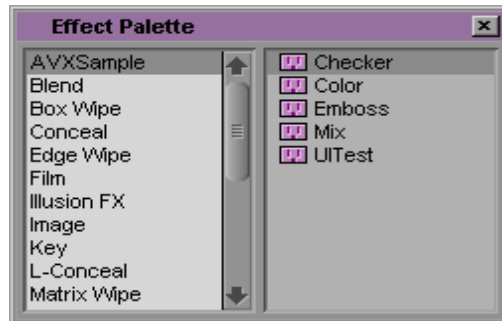 Effect Palette
AVXSample
Blend
Box Wipe
Conceal
Edge Wipe
Film
Illusion FX
Image
Key
L-Conceal
Matrix Wipe
Checker
Color
Emboss
Mix
UITest